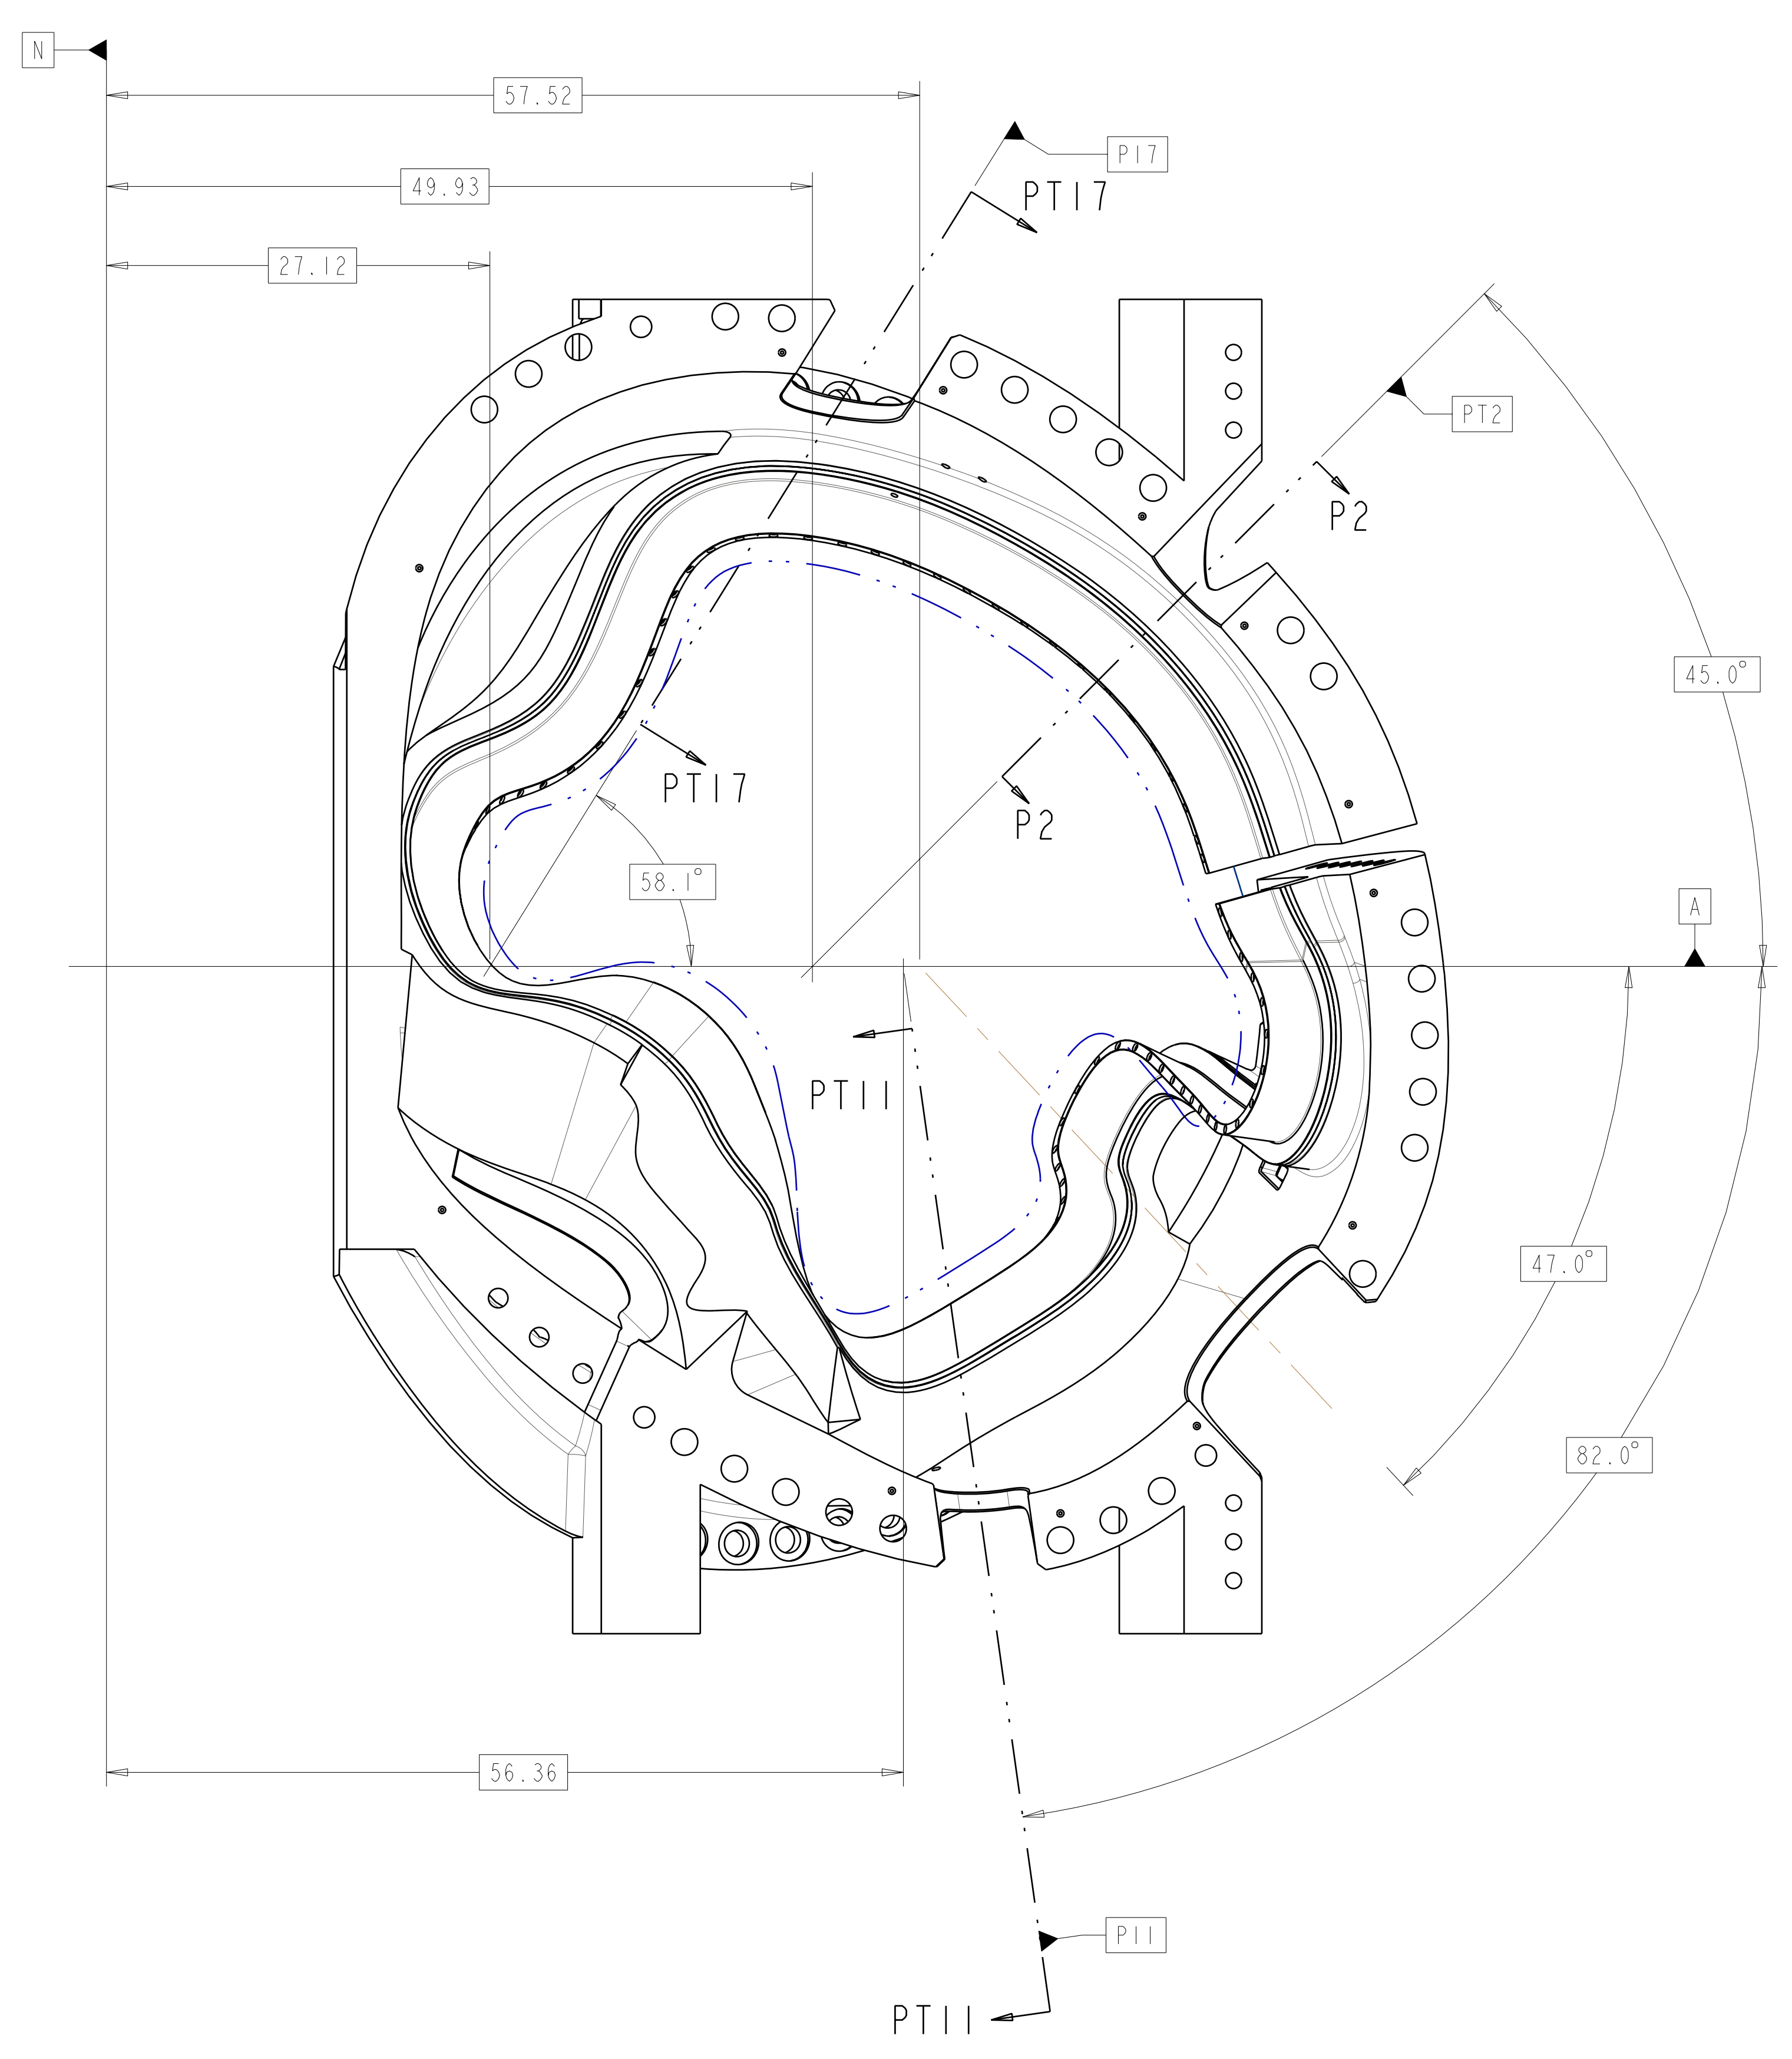 N
57.52
P17
49.93
PT17
27.12
PT2
P2
45.0°
PT17
P2
58.1°
A
PT11
47.0°
82.0°
56.36
P11
PT11